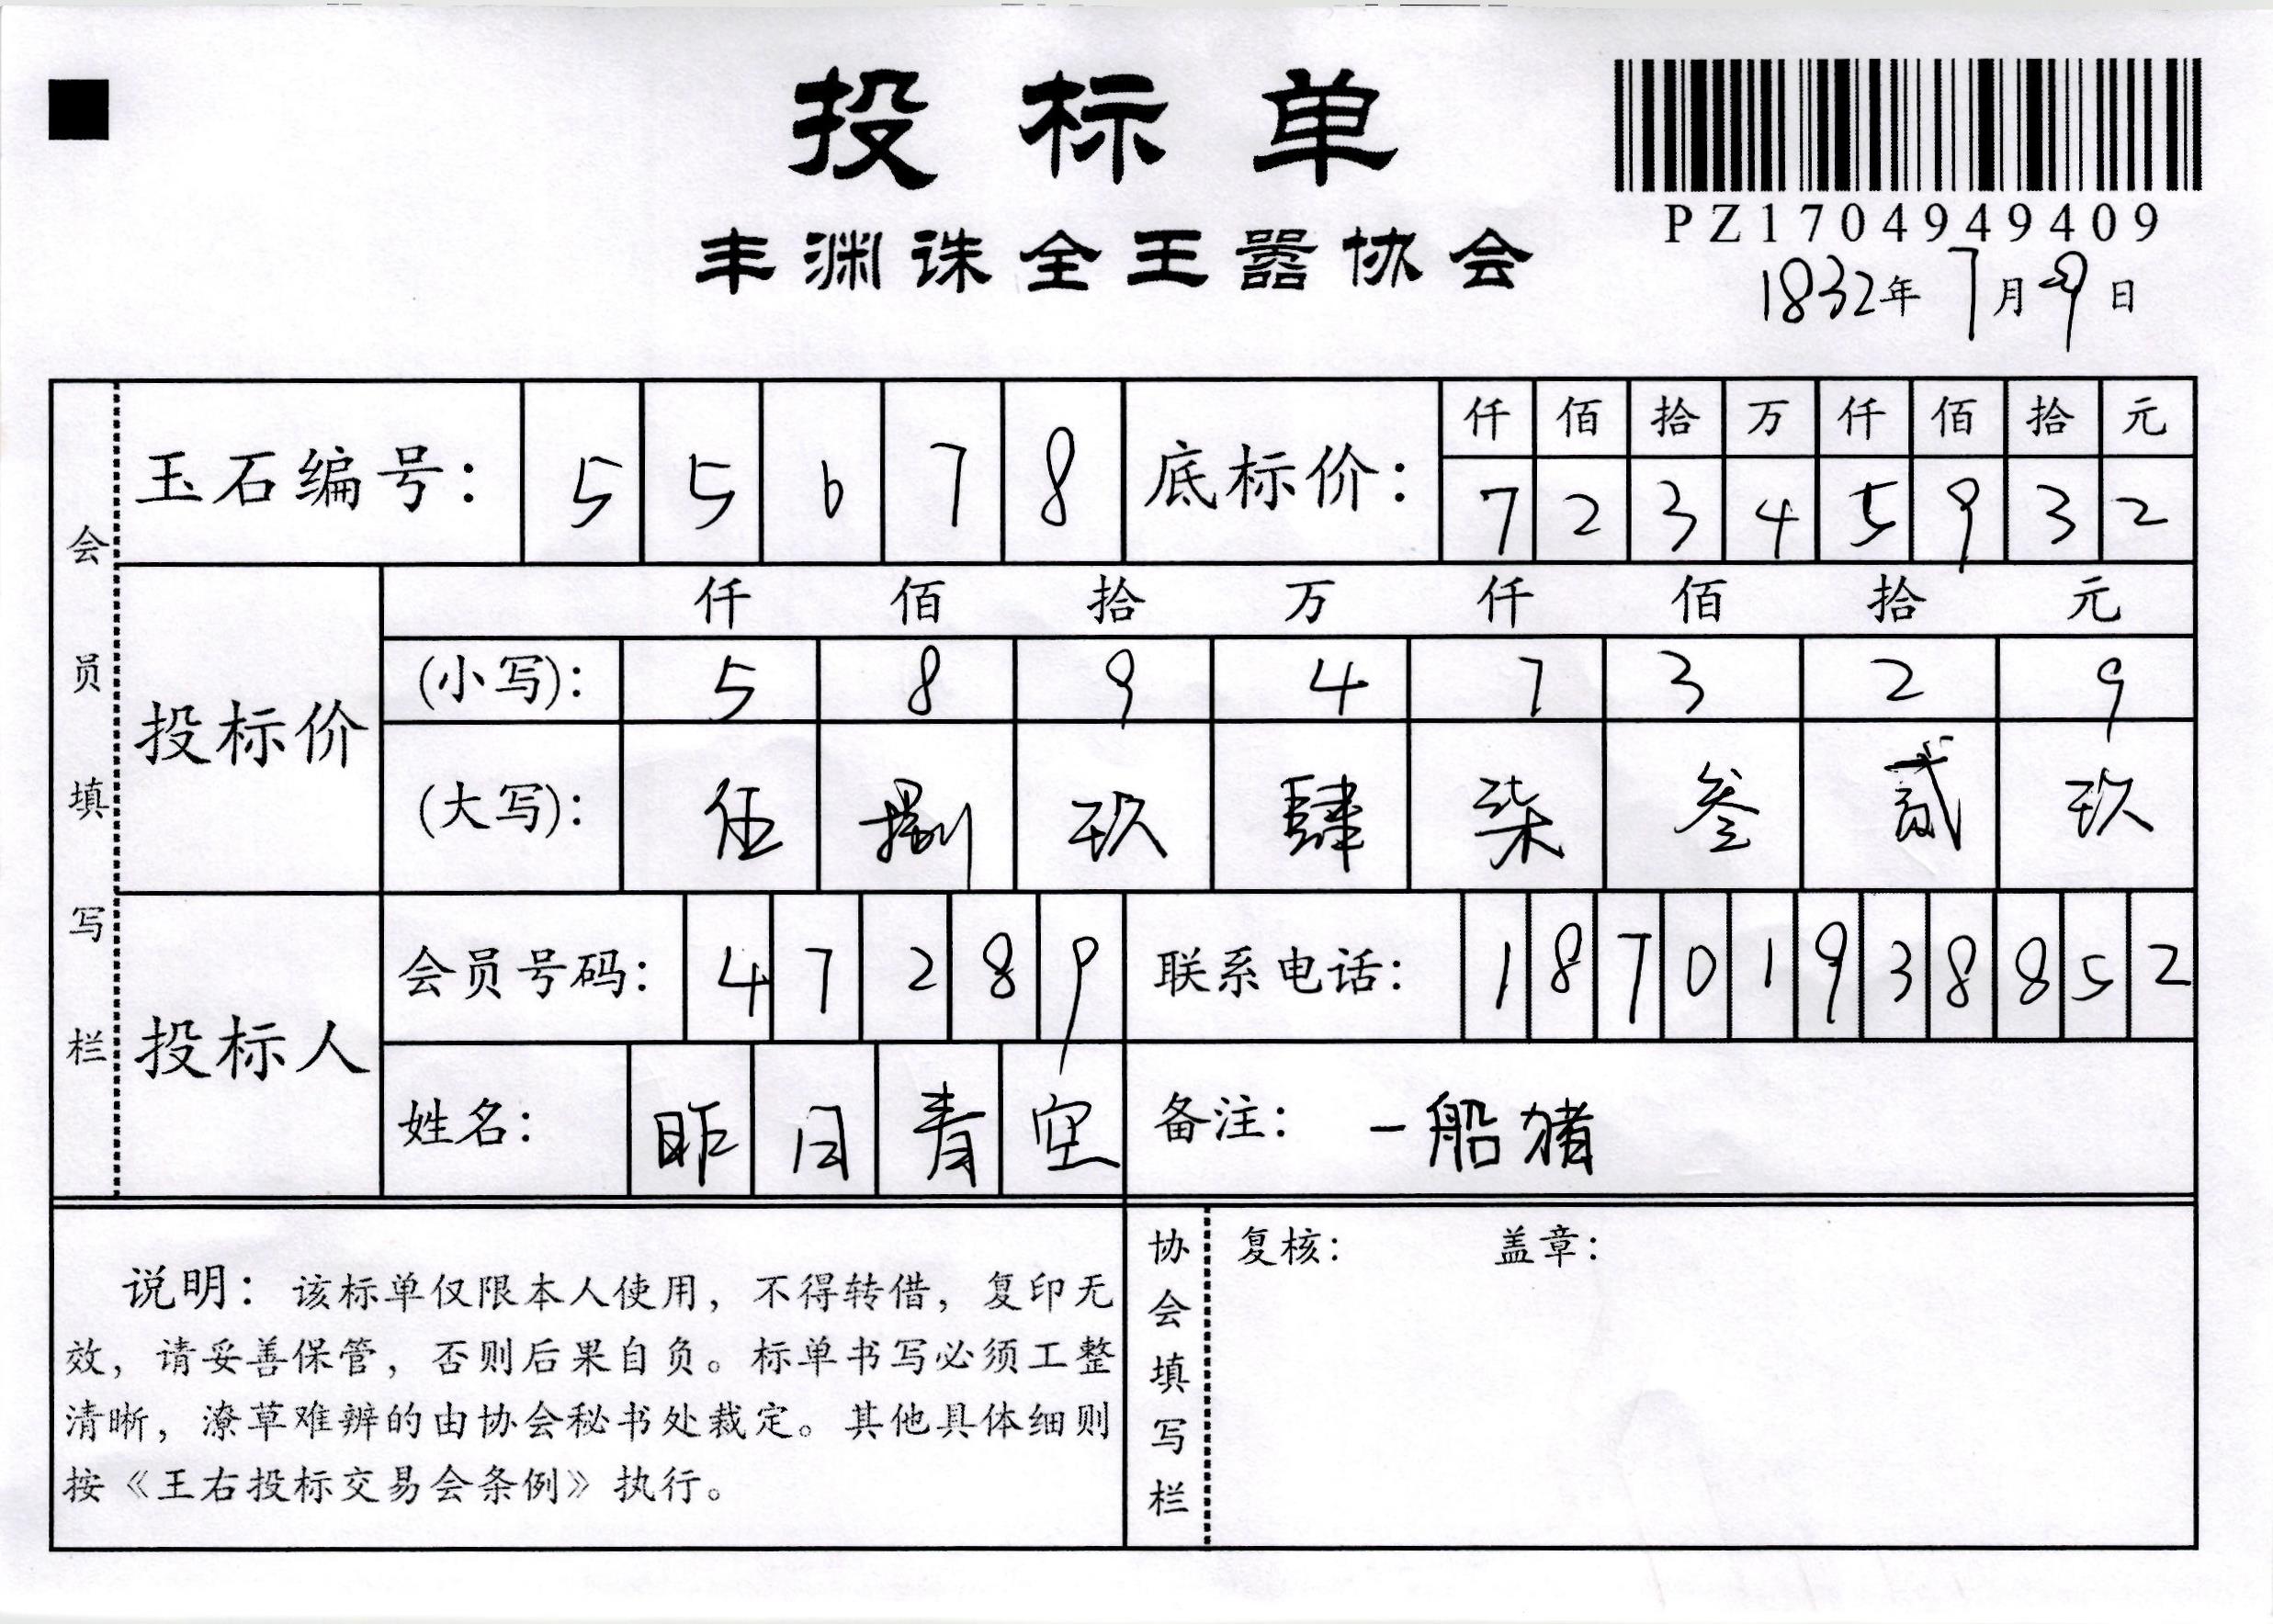 投标单
PZ1704949409
丰渊诛全王嚣协会
1832年7月9日
会员填写栏
玉石编号: 5 5 6 7 8
底标价: 仟 佰 拾 万 仟 佰 拾 元
7 2 3 4 5 9 3 2
投标价
仟 佰 拾 万 仟 佰 拾 元
(小写): 5 8 9 4 7 3 2 9
(大写): 伍 捌 玖 肆 柒 叁 贰 玖
投标人
会员号码: 4 7 2 8 9
联系电话: 1 8 7 0 1 9 3 8 8 5 2
姓名: 昨 日 青 空
备注: 一船猪
说明: 该标单仅限本人使用，不得转借，复印无
效，请妥善保管，否则后果自负。标单书写必须工整
清晰，潦草难辨的由协会秘书处裁定。其他具体细则
按《王右投标交易会条例》执行。
协会填写栏
复核: 盖章: